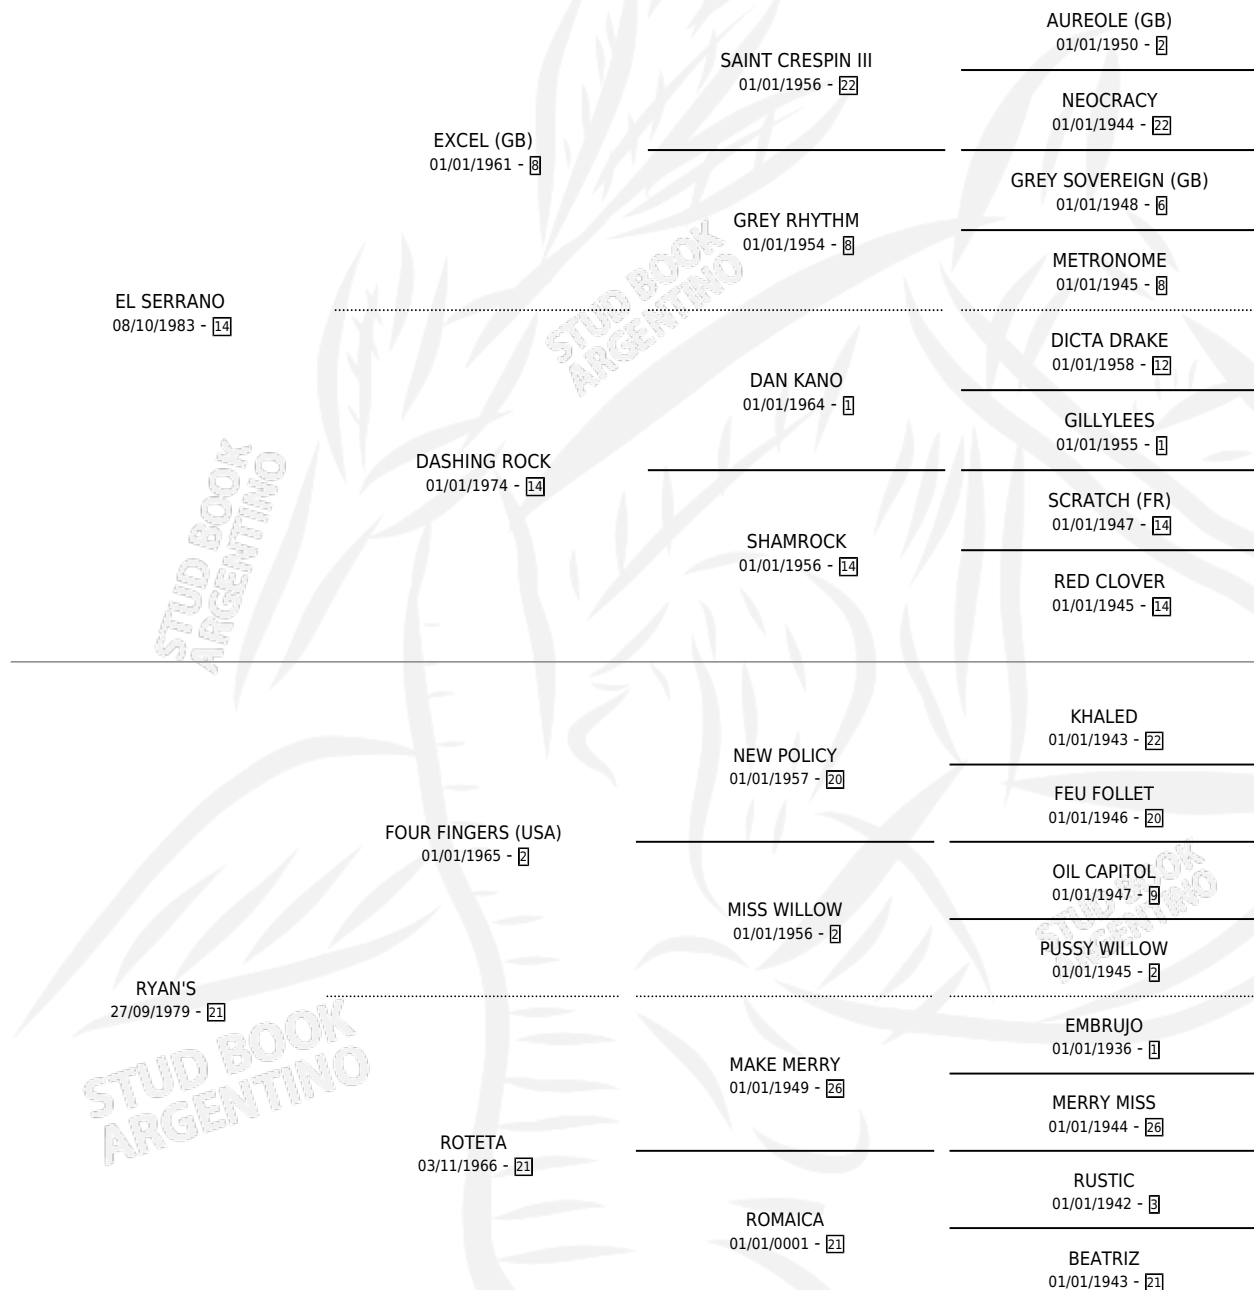 AUREOLE (GB)
01/01/1950 - 2
SAINT CRESPIN III
01/01/1956 - 22
NEOCRACY
01/01/1944 - 22
EXCEL (GB)
01/01/1961 - 8
GREY SOVEREIGN (GB)
01/01/1948 - 6
GREY RHYTHM
01/01/1954 - 8
METRONOME
01/01/1945 - 8
EL SERRANO
08/10/1983 - 14
DICTA DRAKE
01/01/1958 - 12
DAN KANO
01/01/1964 - 1
GILLYLEES
01/01/1955 - 1
DASHING ROCK
01/01/1974 - 14
SCRATCH (FR)
01/01/1947 - 14
SHAMROCK
01/01/1956 - 14
RED CLOVER
01/01/1945 - 14
STUD BOOK
ARGENTINO
STUD BOOK
ARGENTINO
KHALED
01/01/1943 - 22
NEW POLICY
01/01/1957 - 20
FEU FOLLET
01/01/1946 - 20
FOUR FINGERS (USA)
01/01/1965 - 2
OIL CAPITOL
01/01/1947 - 9
MISS WILLOW
01/01/1956 - 2
PUSSY WILLOW
01/01/1945 - 2
STUD BOOK
ARGENTINO
RYAN'S
27/09/1979 - 21
EMBRUJO
01/01/1936 - 1
MAKE MERRY
01/01/1949 - 26
MERRY MISS
01/01/1944 - 26
STUD BOOK
ARGENTINO
ROTETA
03/11/1966 - 21
RUSTIC
01/01/1942 - 3
ROMAICA
01/01/0001 - 21
BEATRIZ
01/01/1943 - 21